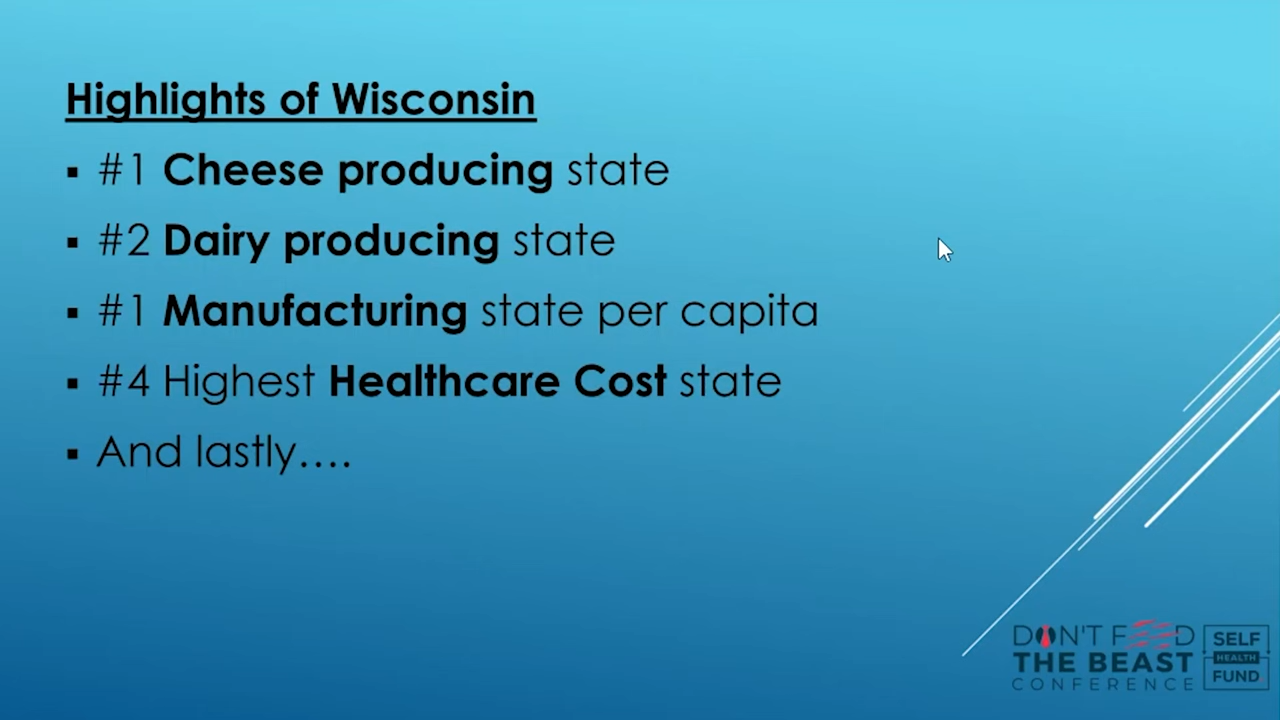 Highlights of Wisconsin
▪ #1 Cheese producing state
▪ #2 Dairy producing state
▪ #1 Manufacturing state per capita
▪ #4 Highest Healthcare Cost state
▪ And lastly....
DON'T FEED
THE BEAST
CONFERENCE
SELF
HEALTH
FUND